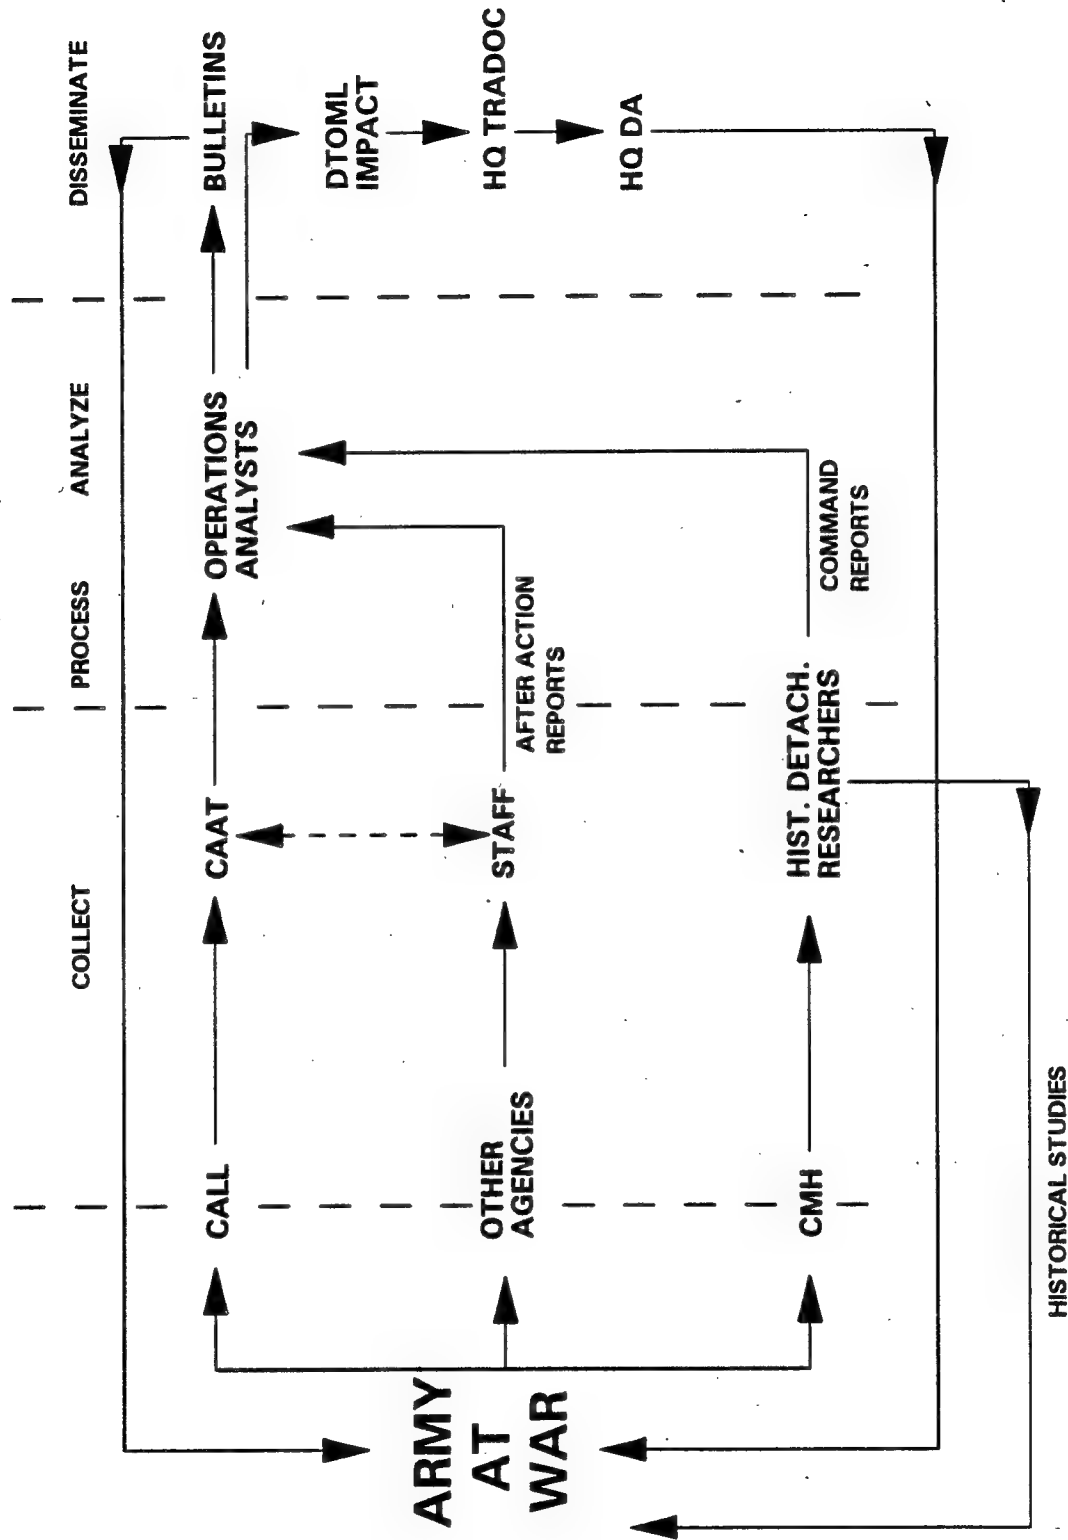 COLLECT
PROCESS
ANALYZE
DISSEMINATE
ARMY
AT
WAR
CALL
CAAT
OPERATIONS
ANALYSTS
BULLETINS
DTOML
IMPACT
HQ TRADOC
HQ DA
OTHER
AGENCIES
STAFF
AFTER ACTION
REPORTS
CMH
HIST. DETACH.
RESEARCHERS
COMMAND
REPORTS
HISTORICAL STUDIES